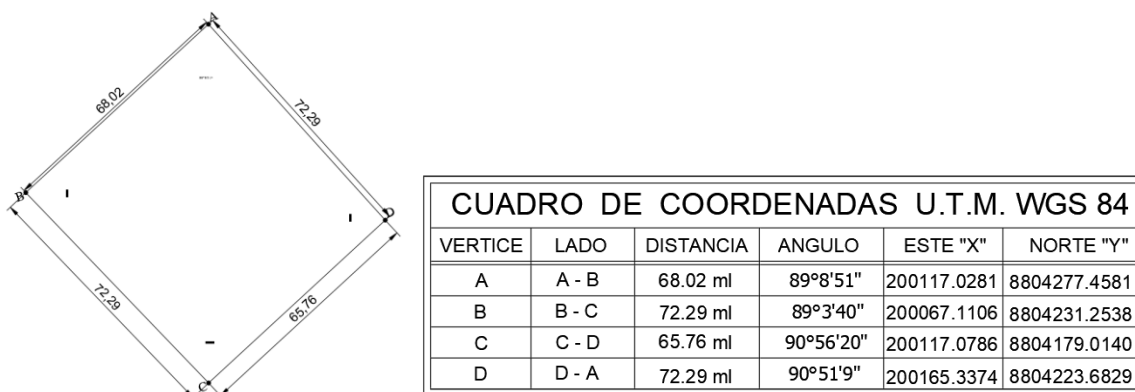 A
68,02
72,29
B
D
72,29
65,76
C
CUADRO DE COORDENADAS U.T.M. WGS 84
VERTICE LADO DISTANCIA ANGULO ESTE "X" NORTE "Y"
A A - B 68.02 ml 89°8'51" 200117.0281 8804277.4581
B B - C 72.29 ml 89°3'40" 200067.1106 8804231.2538
C C - D 65.76 ml 90°56'20" 200117.0786 8804179.0140
D D - A 72.29 ml 90°51'9" 200165.3374 8804223.6829